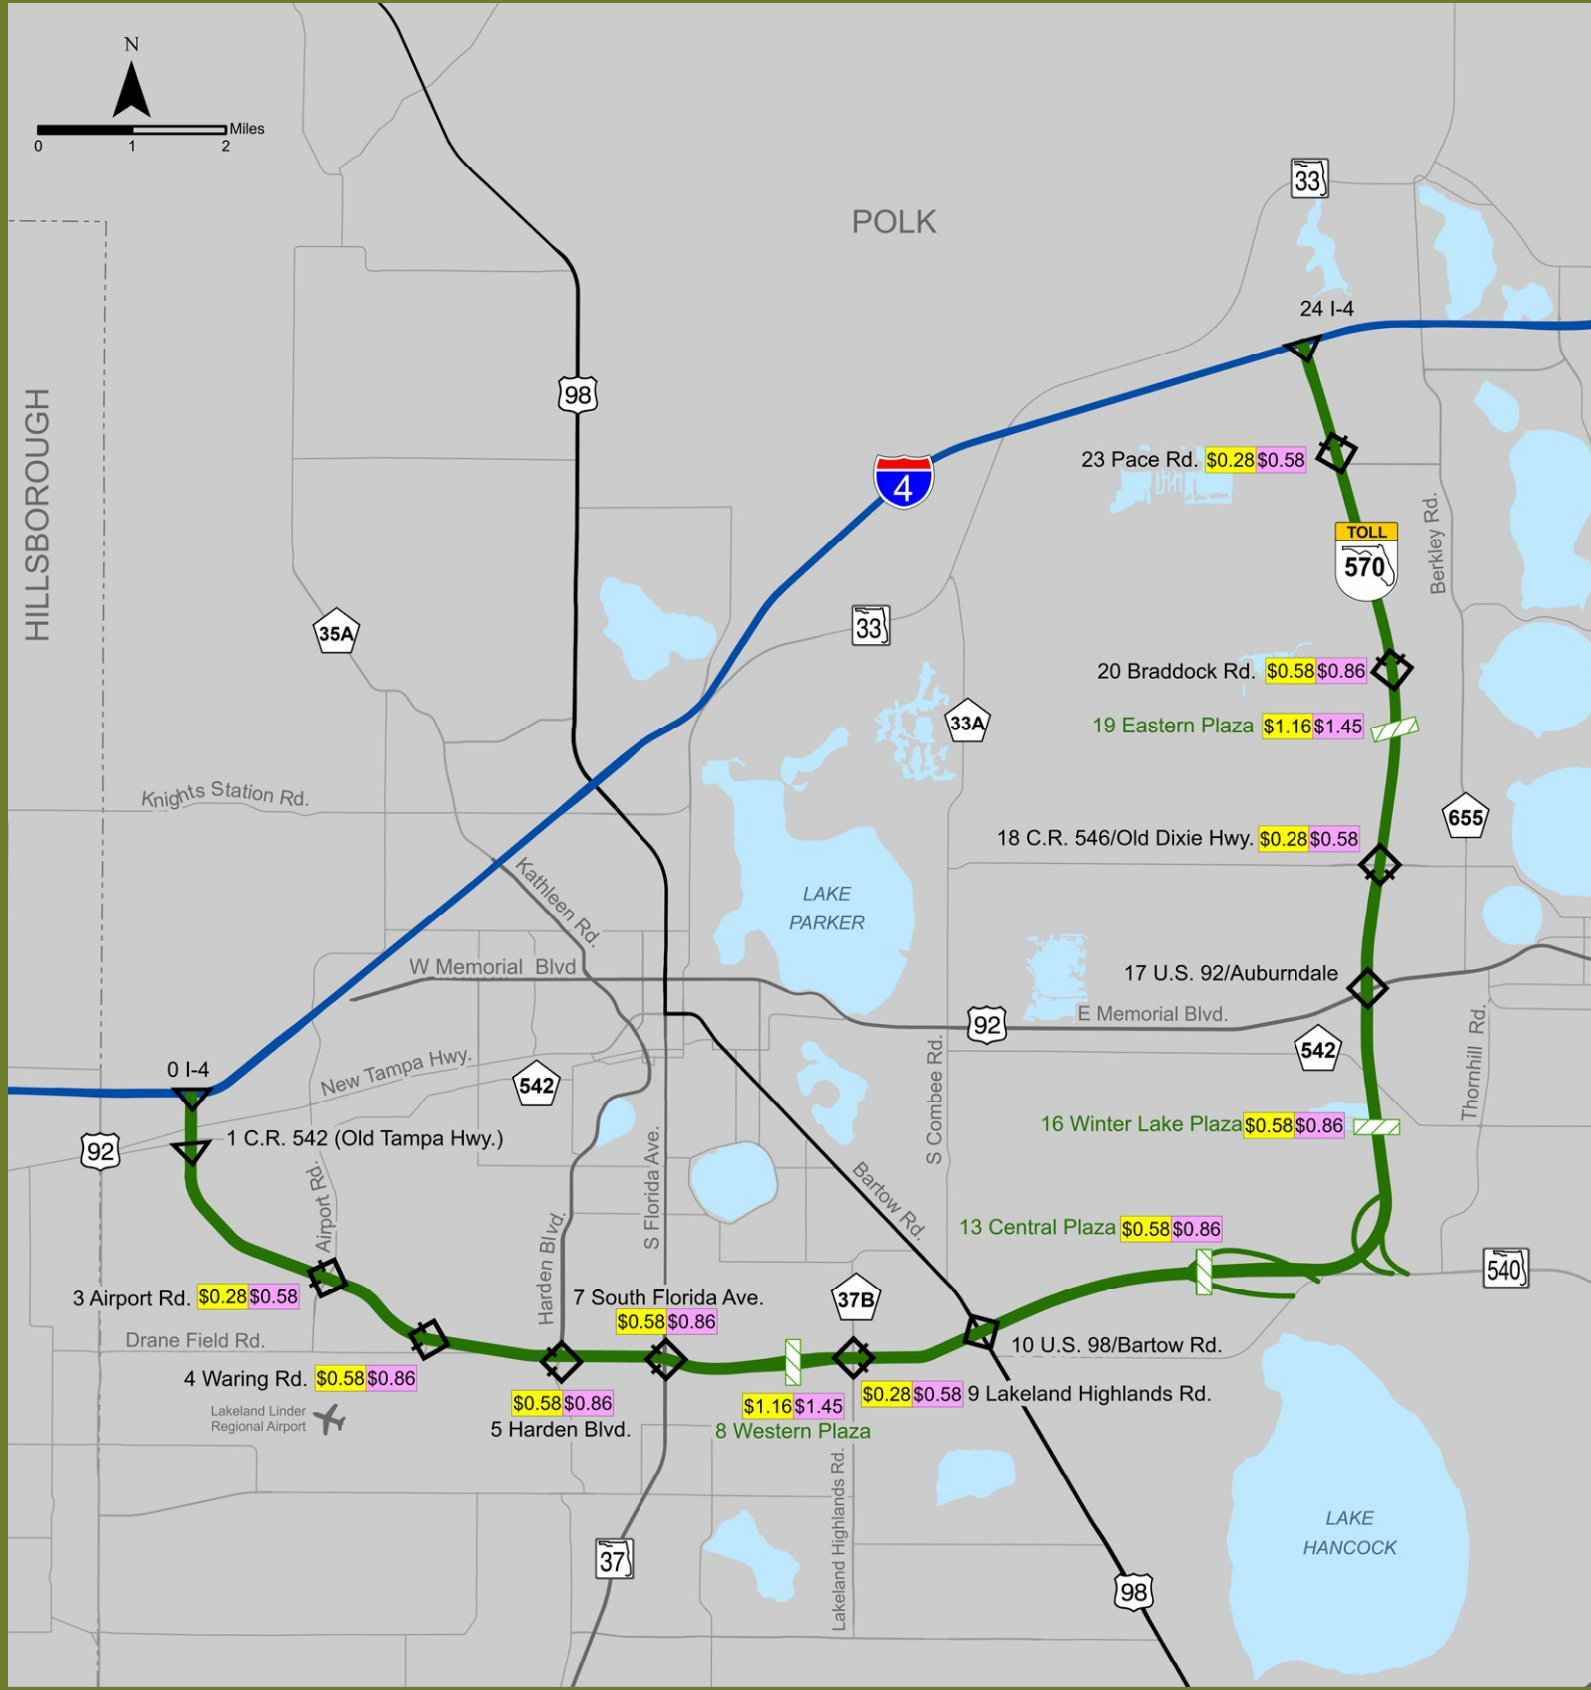 N
Miles
0 1 2
33
POLK
24 I-4
HILLSBOROUGH
98
23 Pace Rd. $0.28 $0.58
4
Berkley Rd.
TOLL
570
35A
33
20 Braddock Rd. $0.58 $0.86
33A
19 Eastern Plaza $1.16 $1.45
Knights Station Rd.
655
18 C.R. 546/Old Dixie Hwy. $0.28 $0.58
Kathleen Rd.
LAKE
PARKER
W Memorial Blvd
17 U.S. 92/Auburndale
E Memorial Blvd.
92
542
Thornhill Rd.
0 I-4
New Tampa Hwy.
542
S Combee Rd.
1 C.R. 542 (Old Tampa Hwy.)
92
16 Winter Lake Plaza $0.58 $0.86
Airport Rd.
S Florida Ave.
Bartow Rd.
Harden Blvd.
13 Central Plaza $0.58 $0.86
540
3 Airport Rd. $0.28 $0.58
7 South Florida Ave.
$0.58 $0.86
37B
Drane Field Rd.
10 U.S. 98/Bartow Rd.
4 Waring Rd. $0.58 $0.86
$0.28 $0.58 9 Lakeland Highlands Rd.
$0.58 $0.86
5 Harden Blvd.
$1.16 $1.45
8 Western Plaza
Lakeland Linder
Regional Airport
Lakeland Highlands Rd.
37
LAKE
HANCOCK
98